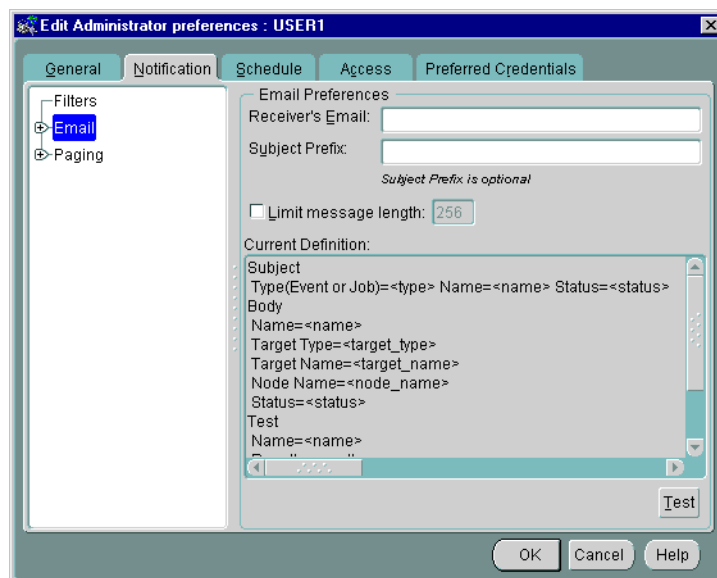 Edit Administrator preferences : USER1
General Notification Schedule Access Preferred Credentials
Filters
Email
Paging
Email Preferences
Receiver's Email:
Subject Prefix:
Subject Prefix is optional
Limit message length: 256
Current Definition:
Subject
Type(Event or Job)=<type> Name=<name> Status=<status>
Body
Name=<name>
Target Type=<target_type>
Target Name=<target_name>
Node Name=<node_name>
Status=<status>
Test
Name=<name>
Test
OK Cancel Help